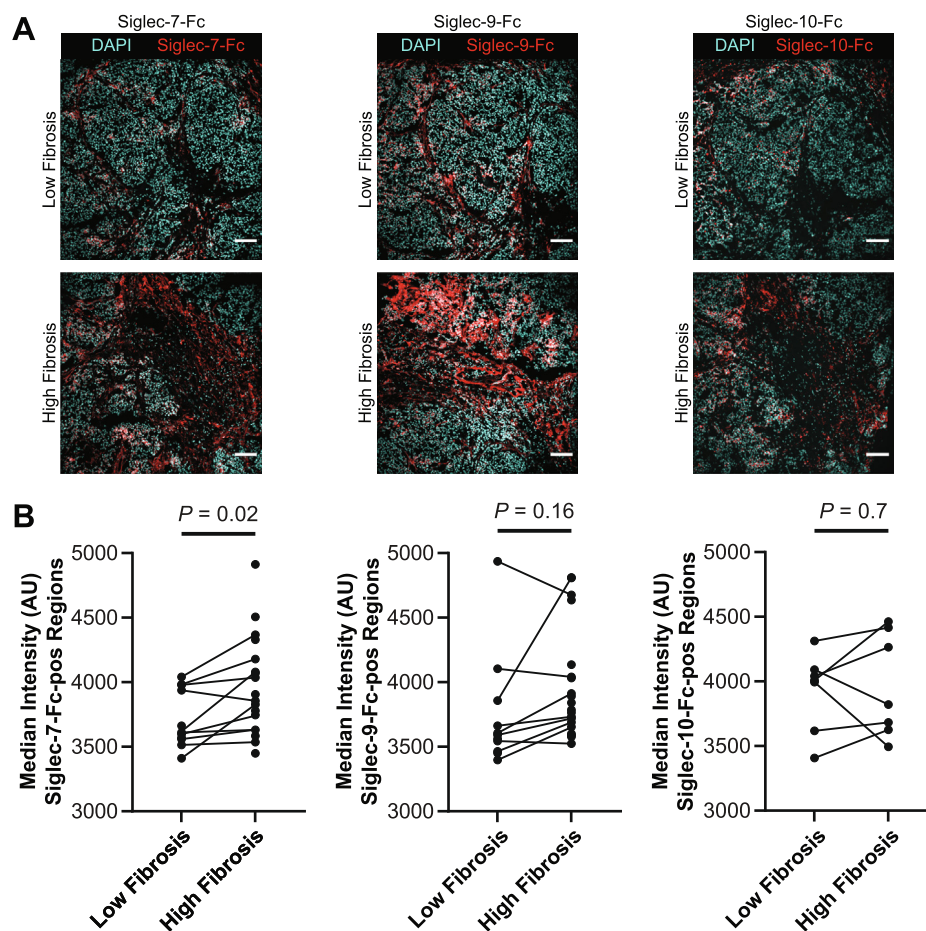 A
Siglec-7-Fc
Siglec-9-Fc
Siglec-10-Fc
DAPI Siglec-7-Fc
DAPI Siglec-9-Fc
DAPI Siglec-10-Fc
Low Fibrosis
Low Fibrosis
Low Fibrosis
High Fibrosis
High Fibrosis
High Fibrosis
B
P = 0.02
5000
4500
4000
3500
3000
Median Intensity (AU)
Siglec-7-Fc-pos Regions
Low Fibrosis
High Fibrosis
P = 0.16
5000
4500
4000
3500
3000
Median Intensity (AU)
Siglec-9-Fc-pos Regions
Low Fibrosis
High Fibrosis
P = 0.7
5000
4500
4000
3500
3000
Median Intensity (AU)
Siglec-10-Fc-pos Regions
Low Fibrosis
High Fibrosis